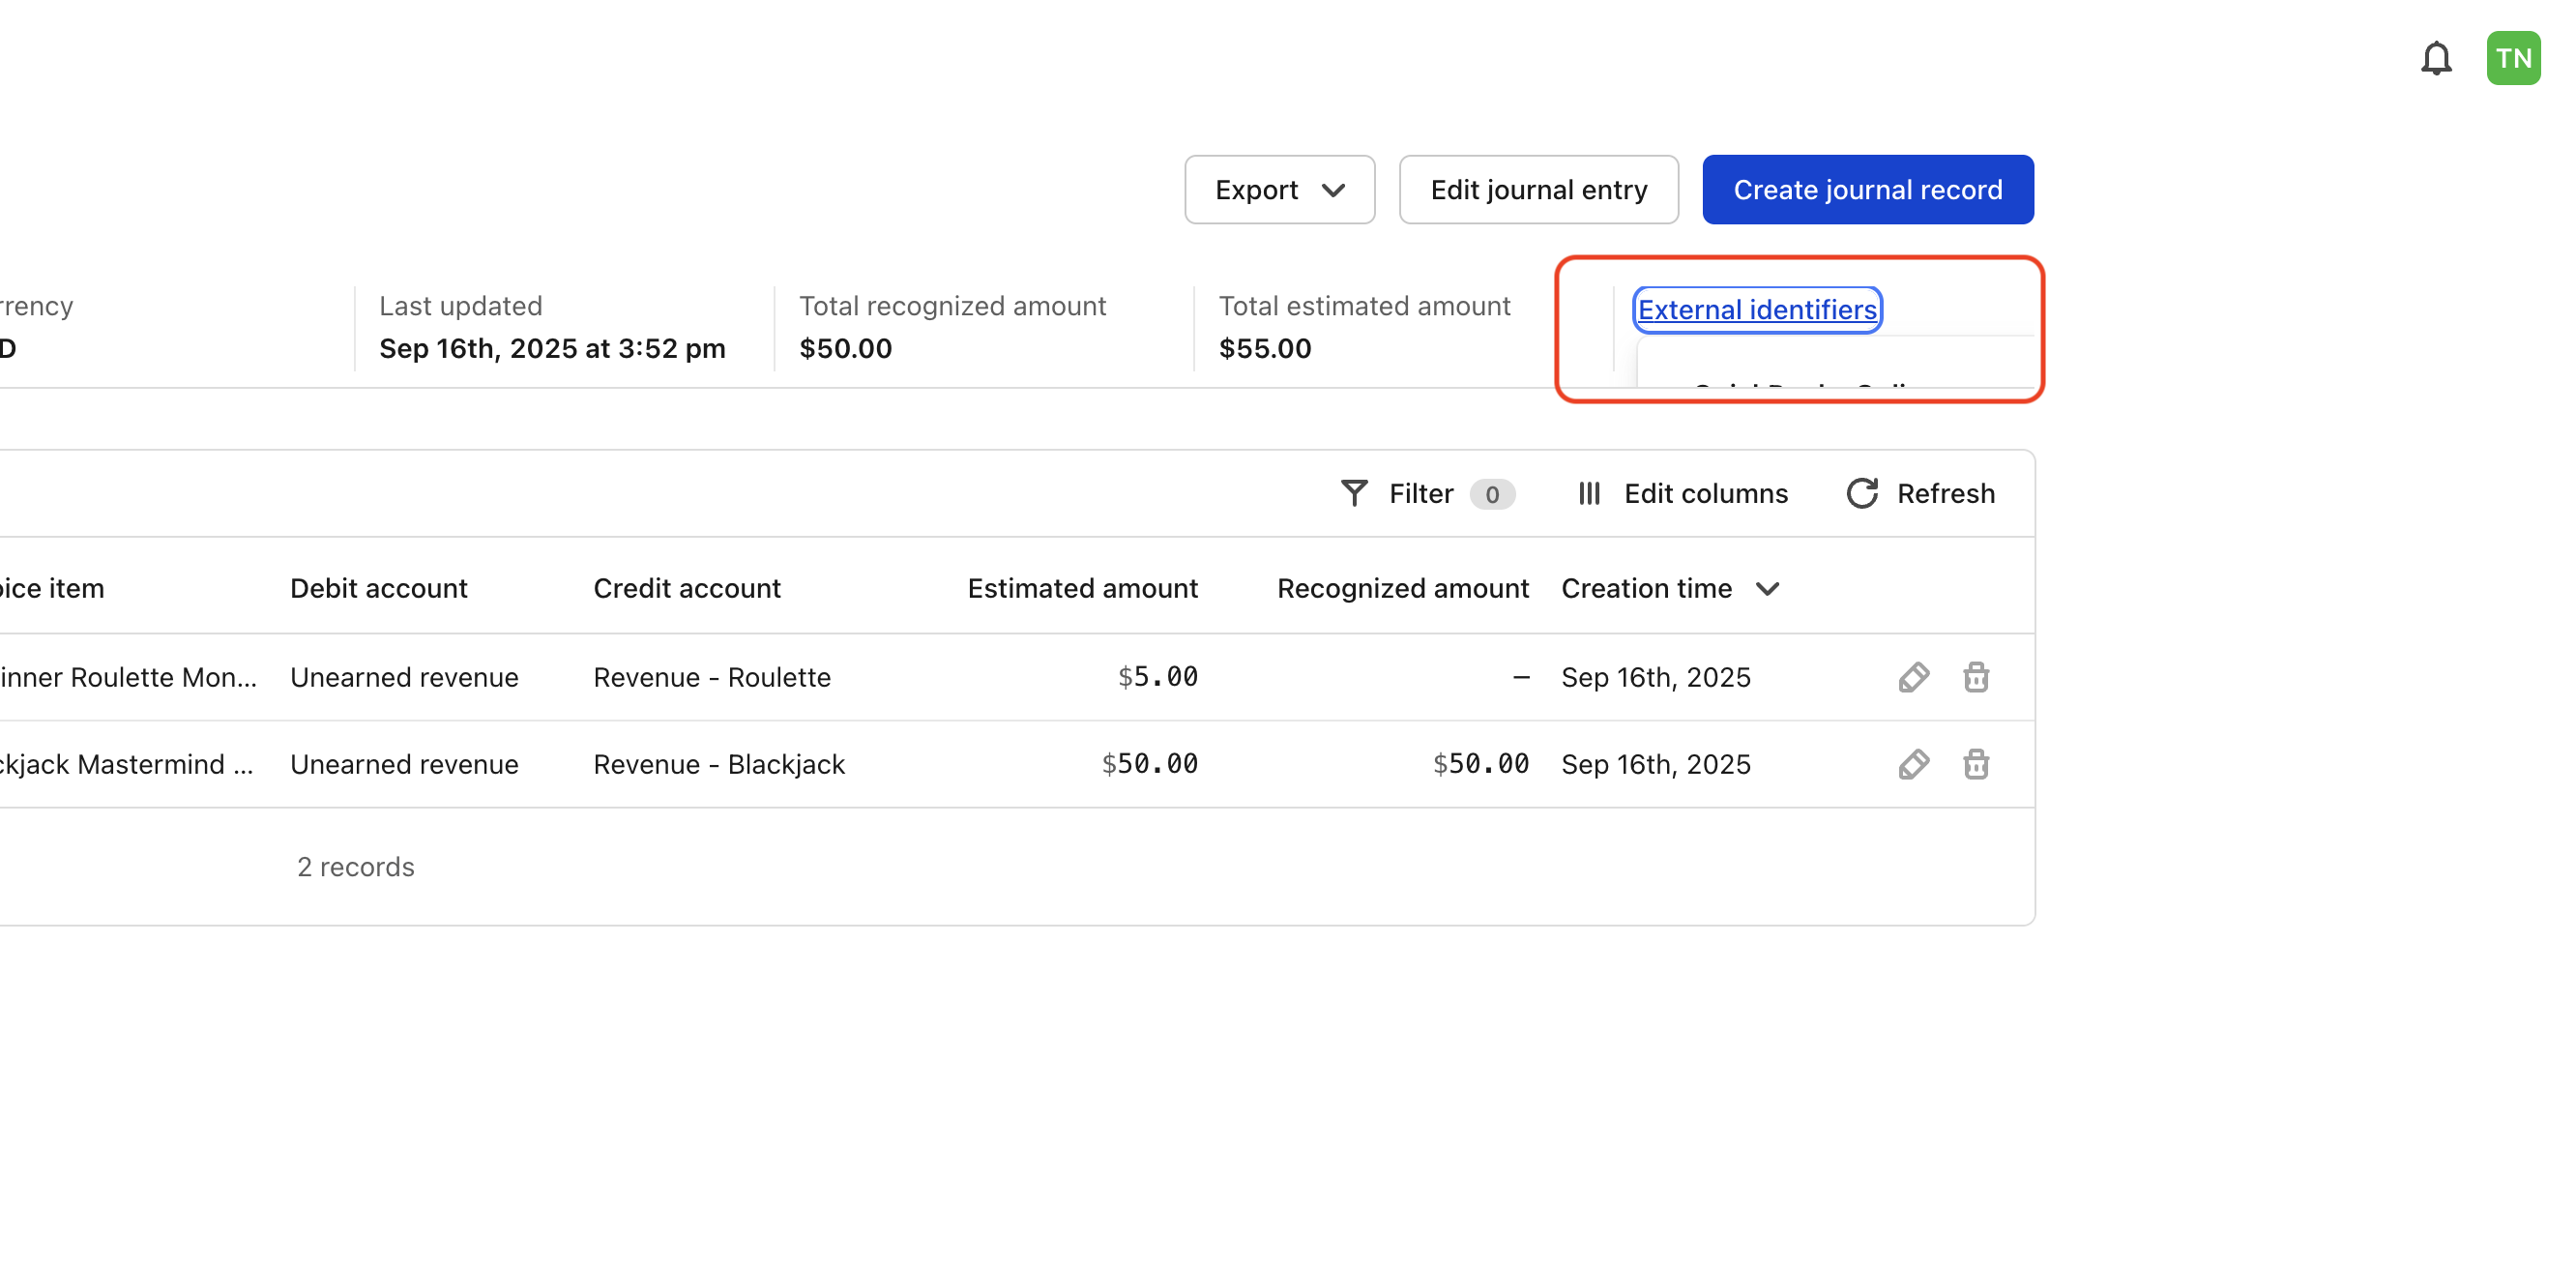 TN
Export
Edit journal entry
Create journal record
rrency
D
Last updated
Sep 16th, 2025 at 3:52 pm
Total recognized amount
$50.00
Total estimated amount
$55.00
External identifiers
Filter 0
Edit columns
Refresh
ice item Debit account Credit account Estimated amount Recognized amount Creation time
inner Roulette Mon... Unearned revenue Revenue - Roulette $5.00 – Sep 16th, 2025
ckjack Mastermind ... Unearned revenue Revenue - Blackjack $50.00 $50.00 Sep 16th, 2025
2 records